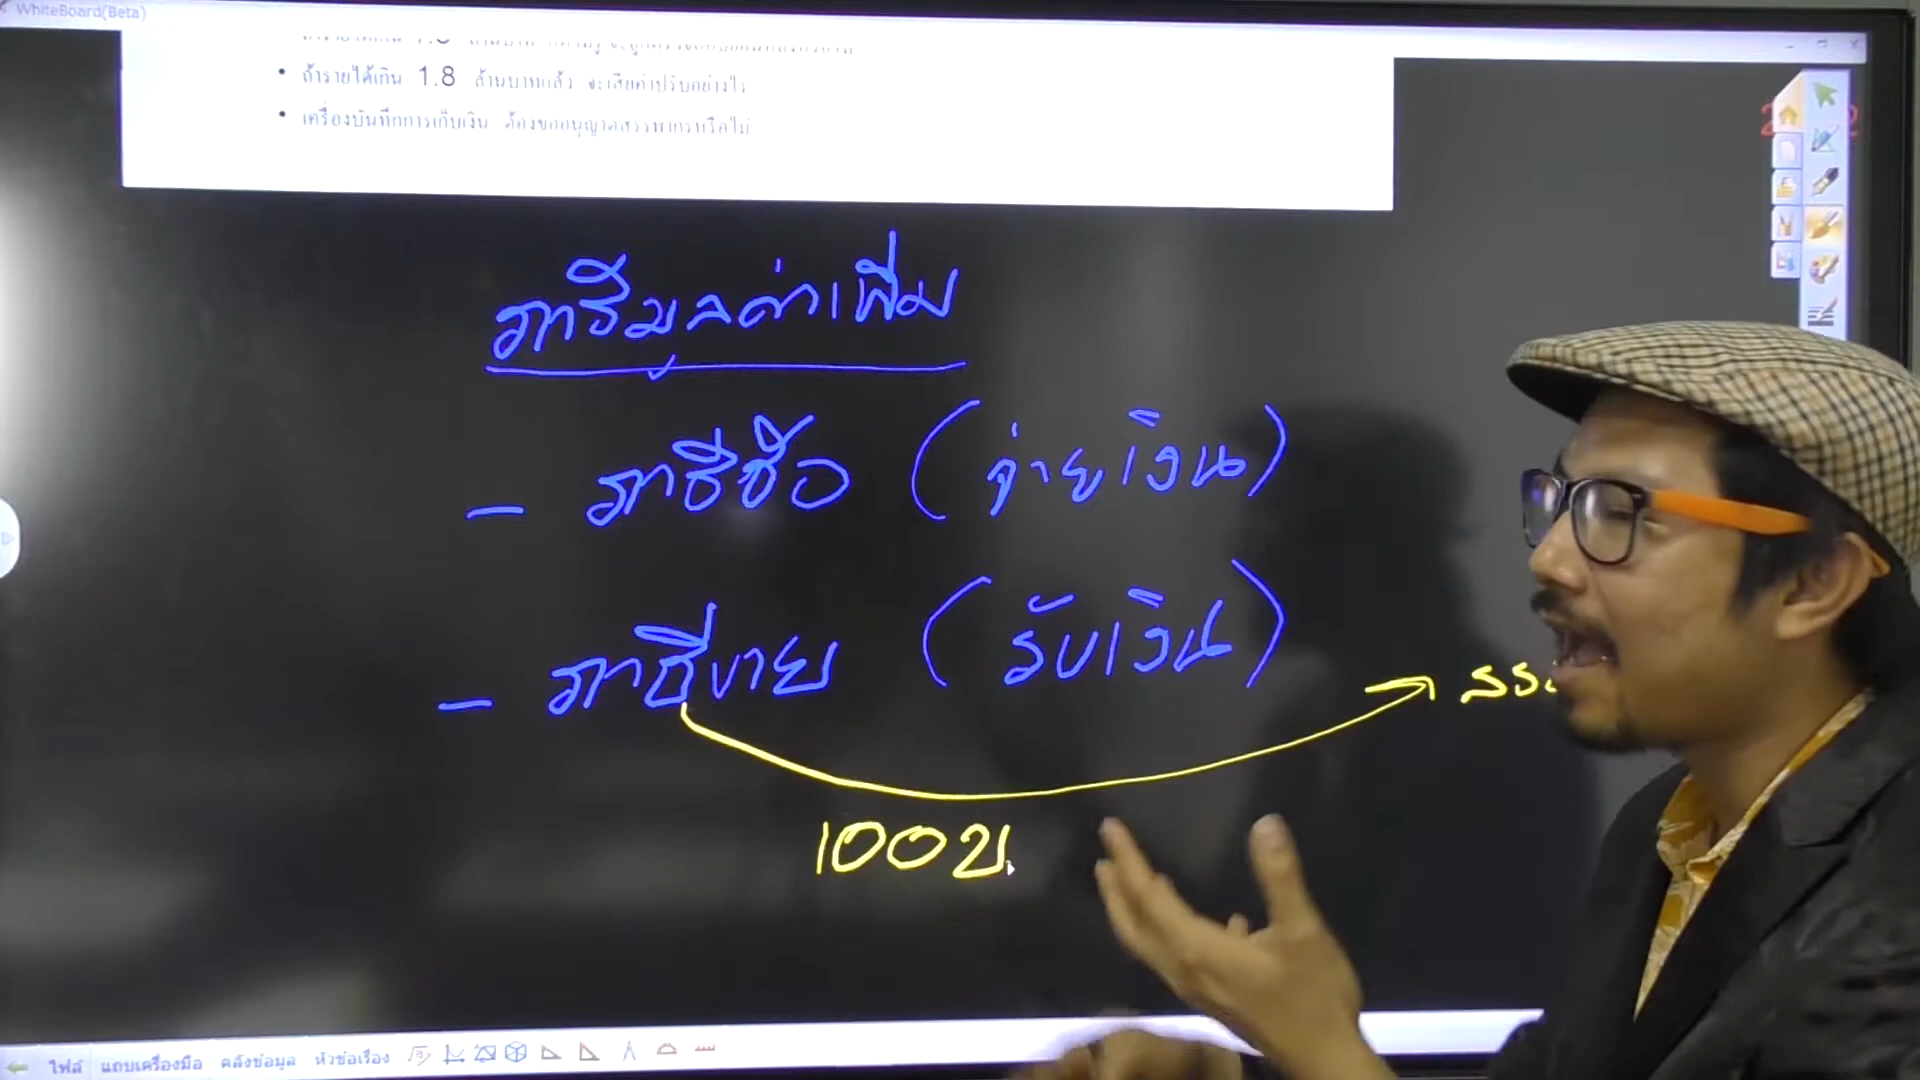 WhiteBoard(Beta)
• ถ้ารายได้เกิน 1.8 ล้านบาทแล้ว จะเสียค่าปรับอย่างไร
• เครื่องบันทึกการเก็บเงิน ต้องขออนุญาตสรรพากรหรือไม่
ภาษีมูลค่าเพิ่ม
- ภาษีซื้อ (จ่ายเงิน)
- ภาษีขาย (รับเงิน)
สรร
100บ.
ไฟล์ แถบเครื่องมือ คลังข้อมูล หัวข้อเรื่อง